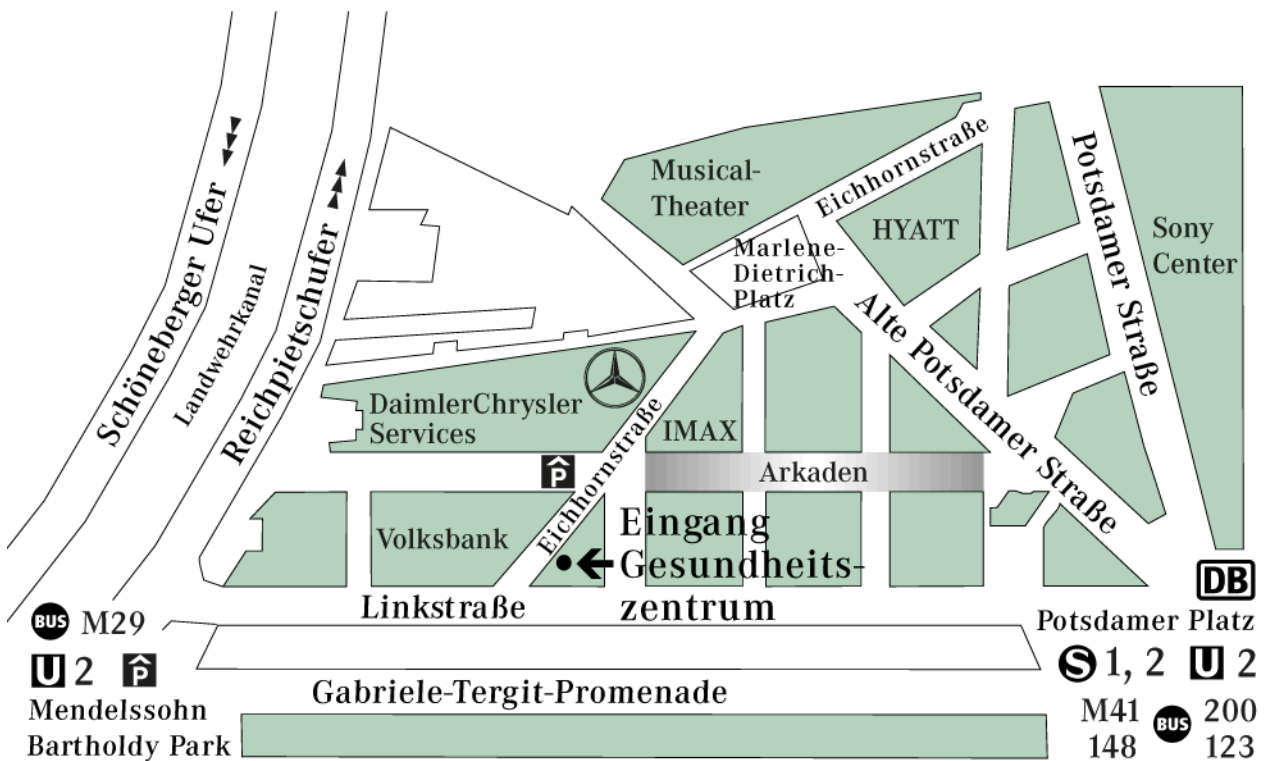 Schöneberger Ufer
Landwehrkanal
Reichpietschufer
Musical-
Theater
Eichhornstraße
HYATT
Marlene-
Dietrich-
Platz
Potsdamer Straße
Sony
Center
Alte Potsdamer Straße
DaimlerChrysler
Services
Eichhornstraße
IMAX
P
Arkaden
Volksbank
Eingang
Gesundheits-
zentrum
Linkstraße
BUS M29
U 2 P
Mendelssohn
Bartholdy Park
Gabriele-Tergit-Promenade
DB
Potsdamer Platz
S 1, 2 U 2
M41 BUS 200
148 123